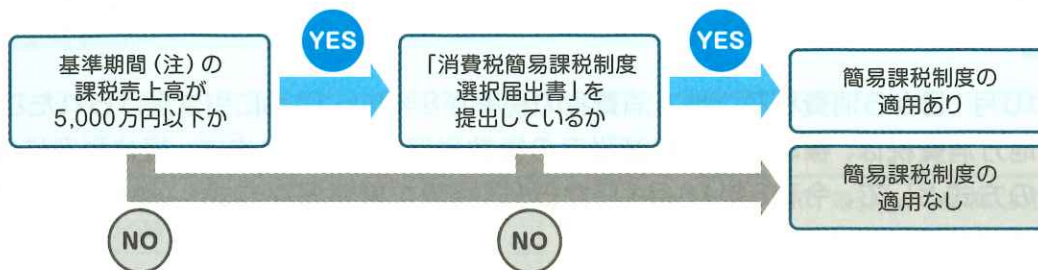 YES
YES
基準期間(注)の
課税売上高が
5,000万円以下か
「消費税簡易課税制度
選択届出書」を
提出しているか
簡易課税制度の
適用あり
簡易課税制度の
適用なし
NO
NO